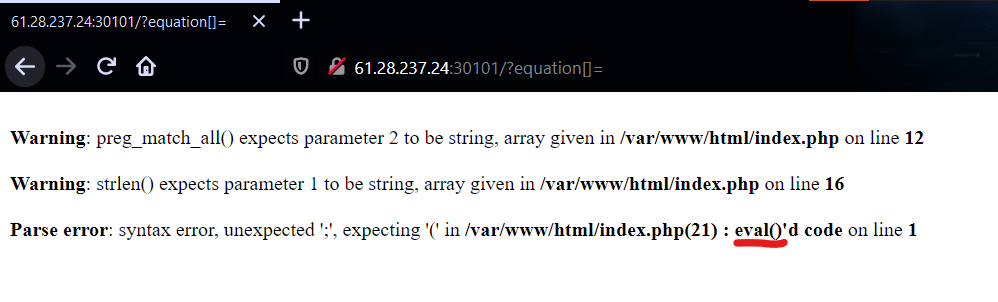 61.28.237.24:30101/?equation[]=
61.28.237.24:30101/?equation[]=
Warning: preg_match_all() expects parameter 2 to be string, array given in /var/www/html/index.php on line 12
Warning: strlen() expects parameter 1 to be string, array given in /var/www/html/index.php on line 16
Parse error: syntax error, unexpected ';', expecting '(' in /var/www/html/index.php(21) : eval()'d code on line 1